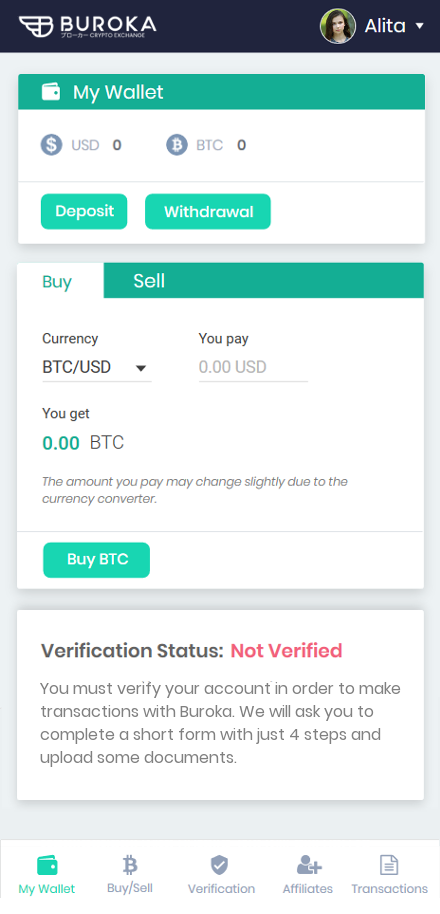 BUROKA
ブローカー CRYPTO EXCHANGE
Alita
My Wallet
USD 0 BTC 0
Deposit Withdrawal
Buy Sell
Currency You pay
BTC/USD 0.00 USD
You get
0.00 BTC
The amount you pay may change slightly due to the
currency converter.
Buy BTC
Verification Status: Not Verified
You must verify your account in order to make
transactions with Buroka. We will ask you to
complete a short form with just 4 steps and
upload some documents.
My Wallet Buy/Sell Verification Affiliates Transactions